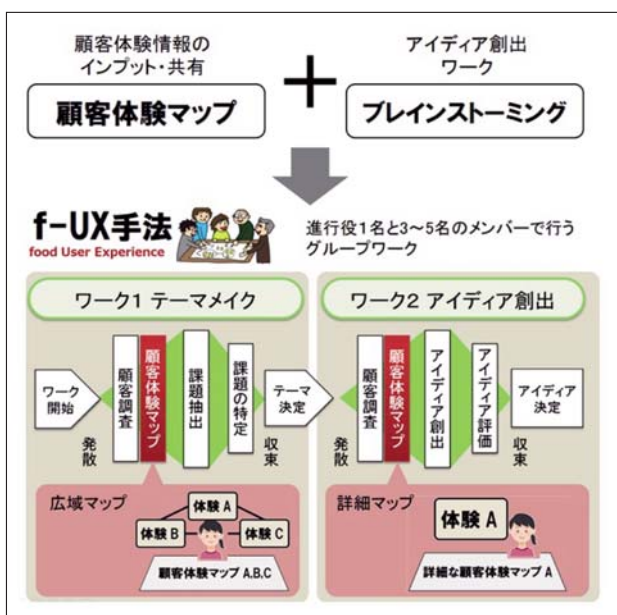 顧客体験情報の
インプット・共有
顧客体験マップ
＋
アイディア創出
ワーク
ブレインストーミング
f-UX手法
food User Experience
進行役1名と3～5名のメンバーで行う
グループワーク
ワーク1 テーマメイク
ワーク
開始
発散
顧客調査
顧客体験マップ
課題抽出
課題の特定
収束
テーマ
決定
広域マップ
体験 A
体験 B
体験 C
顧客体験マップ A,B,C
ワーク2 アイディア創出
発散
顧客調査
顧客体験マップ
アイディア創出
アイディア評価
収束
アイディア
決定
詳細マップ
体験 A
詳細な顧客体験マップ A